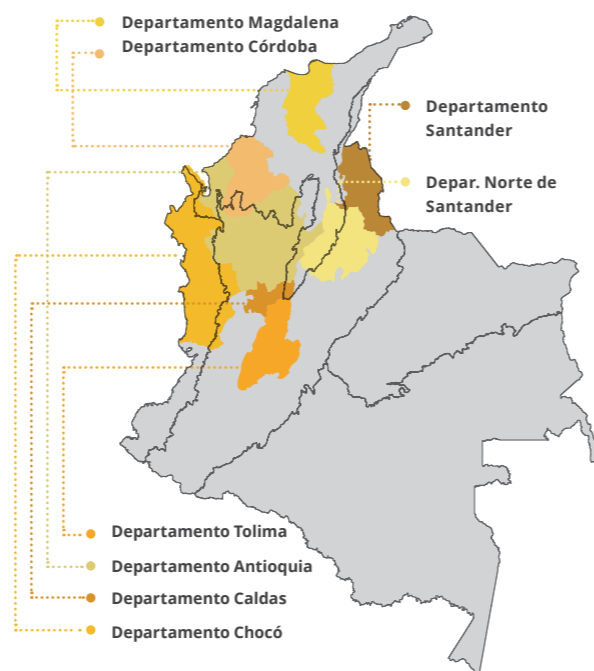 Departamento Magdalena
Departamento Córdoba
Departamento
Santander
Depar. Norte de
Santander
Departamento Tolima
Departamento Antioquia
Departamento Caldas
Departamento Chocó